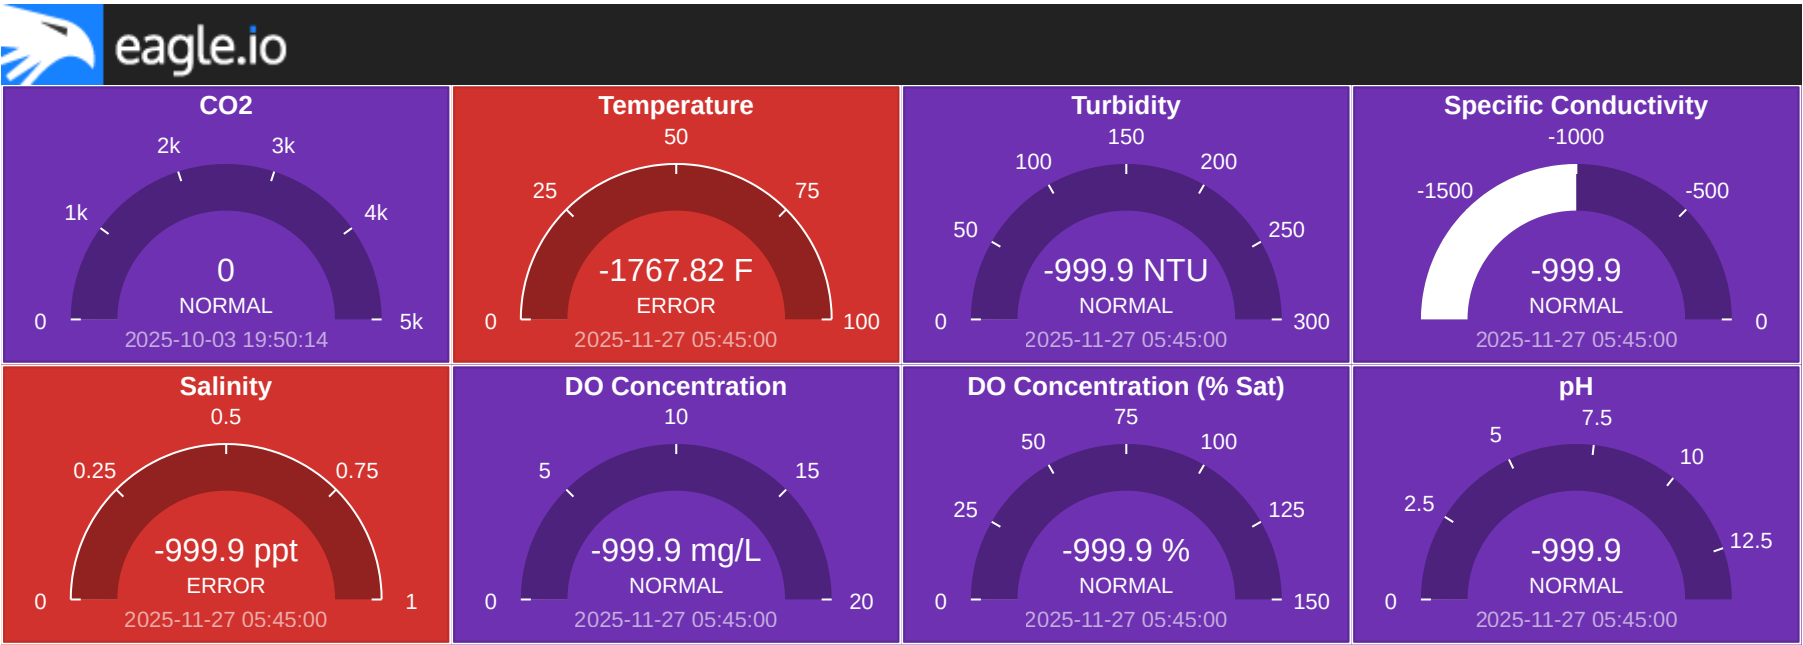 eagle.io
CO2
0
1k
2k
3k
4k
5k
0
NORMAL
2025-10-03 19:50:14
Temperature
0
25
50
75
100
-1767.82 F
ERROR
2025-11-27 05:45:00
Turbidity
0
50
100
150
200
250
300
-999.9 NTU
NORMAL
2025-11-27 05:45:00
Specific Conductivity
-1500
-1000
-500
0
-999.9
NORMAL
2025-11-27 05:45:00
Salinity
0
0.25
0.5
0.75
1
-999.9 ppt
ERROR
2025-11-27 05:45:00
DO Concentration
0
5
10
15
20
-999.9 mg/L
NORMAL
2025-11-27 05:45:00
DO Concentration (% Sat)
0
25
50
75
100
125
150
-999.9 %
NORMAL
2025-11-27 05:45:00
pH
0
2.5
5
7.5
10
12.5
-999.9
NORMAL
2025-11-27 05:45:00